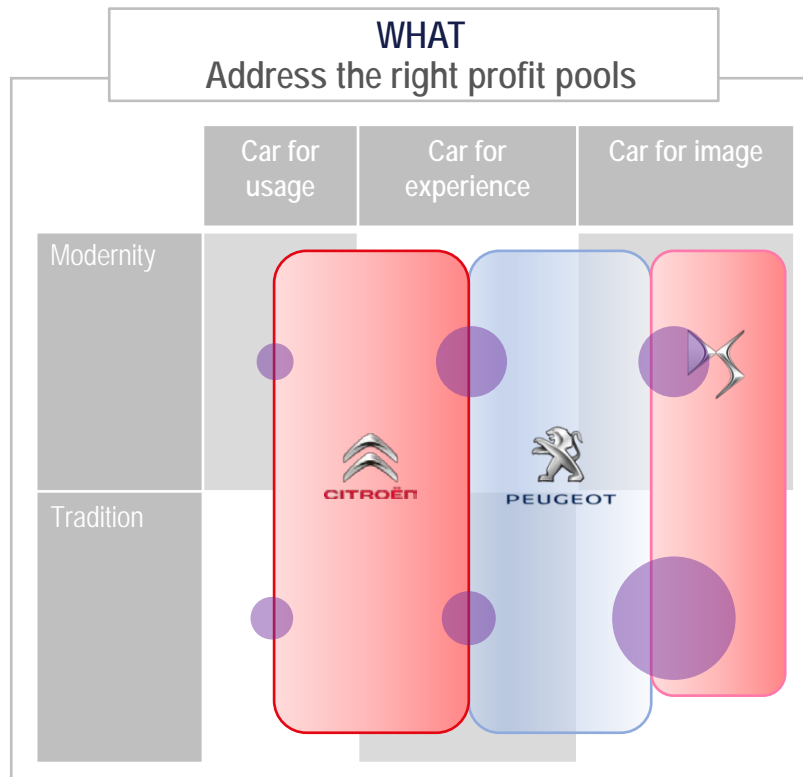 WHAT
Address the right profit pools
Car for
usage
Car for
experience
Car for image
Modernity
CITROËN
PEUGEOT
Tradition